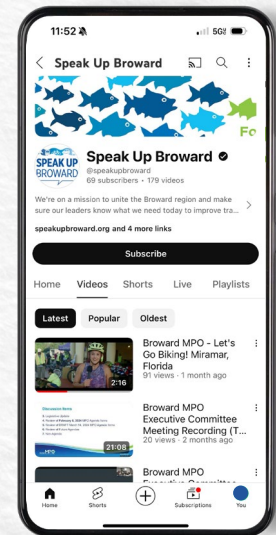 11:52
5G
Speak Up Broward
Fo
SPEAK UP
BROWARD
Speak Up Broward
@speakupbroward
69 subscribers • 179 videos
We're on a mission to unite the Broward region and make
sure our leaders know what we need today to improve tra...
speakupbroward.org and 4 more links
Subscribe
Home Videos Shorts Live Playlists
Latest Popular Oldest
2:16
Broward MPO - Let's
Go Biking! Miramar,
Florida
91 views · 1 month ago
Discussion Items
21:08
Broward MPO
Executive Committee
Meeting Recording (T...
20 views · 2 months ago
Broward MPO
Executive Committee
Home Shorts Subscriptions You